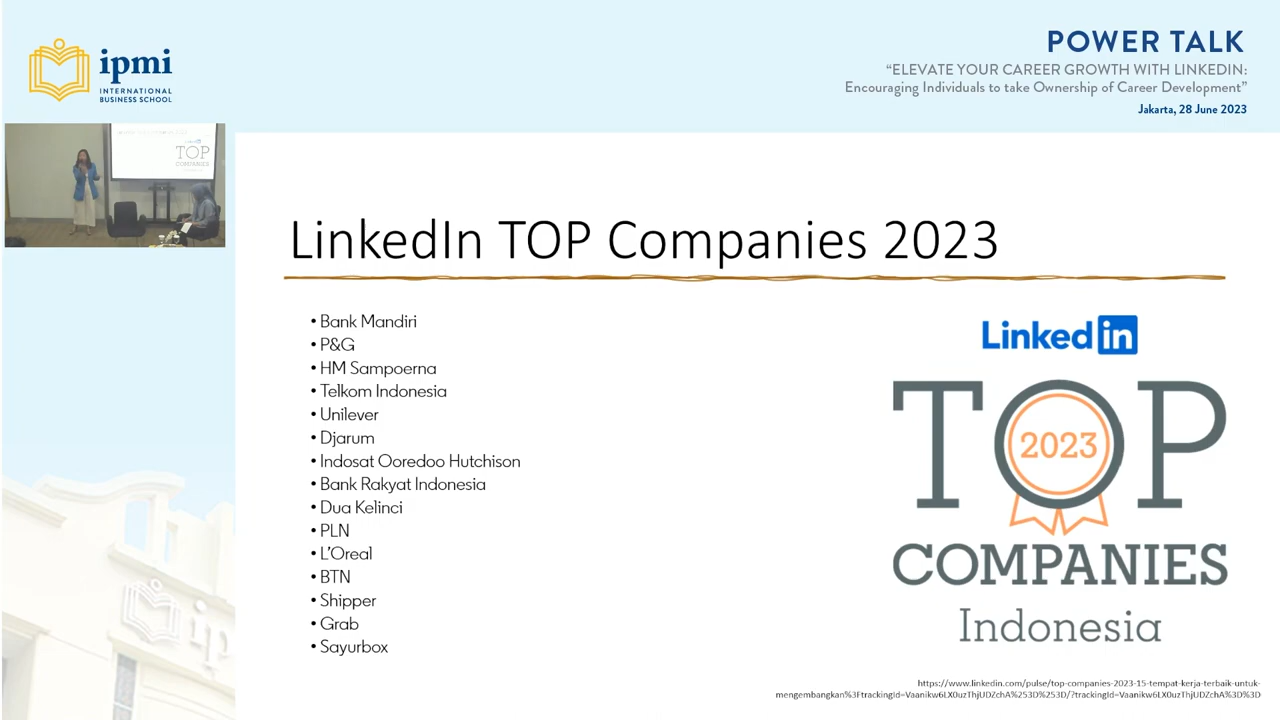 ipmi
INTERNATIONAL
BUSINESS SCHOOL
POWER TALK
“ELEVATE YOUR CAREER GROWTH WITH LINKEDIN:
Encouraging Individuals to take Ownership of Career Development”
Jakarta, 28 June 2023
TOP
COMPANIES
LinkedIn TOP Companies 2023
• Bank Mandiri
• P&G
• HM Sampoerna
• Telkom Indonesia
• Unilever
• Djarum
• Indosat Ooredoo Hutchison
• Bank Rakyat Indonesia
• Dua Kelinci
• PLN
• L’Oreal
• BTN
• Shipper
• Grab
• Sayurbox
Linkedin
TOP
2023
COMPANIES
Indonesia
https://www.linkedin.com/pulse/top-companies-2023-15-tempat-kerja-terbaik-untuk-
mengembangkan%3FtrackingId=Vaanikw6LX0uzThjUDZchA%253D%253D/?trackingId=Vaanikw6LX0uzThjUDZchA%3D%3D
ip